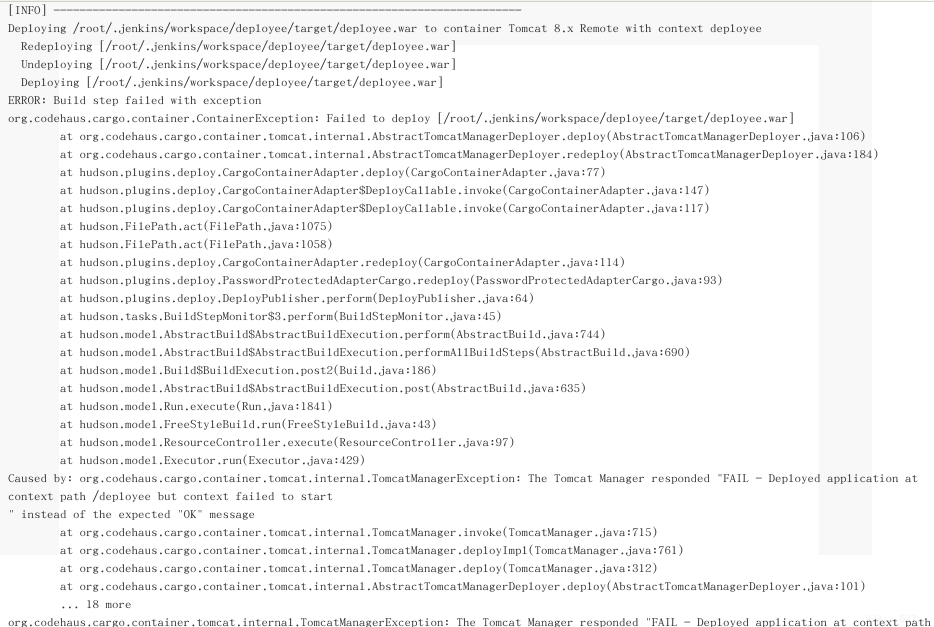 [INFO] ------------------------------------------------------------------------
Deploying /root/.jenkins/workspace/deployee/target/deployee.war to container Tomcat 8.x Remote with context deployee
  Redeploying [/root/.jenkins/workspace/deployee/target/deployee.war]
  Undeploying [/root/.jenkins/workspace/deployee/target/deployee.war]
  Deploying [/root/.jenkins/workspace/deployee/target/deployee.war]
ERROR: Build step failed with exception
org.codehaus.cargo.container.ContainerException: Failed to deploy [/root/.jenkins/workspace/deployee/target/deployee.war]
        at org.codehaus.cargo.container.tomcat.internal.AbstractTomcatManagerDeployer.deploy(AbstractTomcatManagerDeployer.java:106)
        at org.codehaus.cargo.container.tomcat.internal.AbstractTomcatManagerDeployer.redeploy(AbstractTomcatManagerDeployer.java:184)
        at hudson.plugins.deploy.CargoContainerAdapter.deploy(CargoContainerAdapter.java:77)
        at hudson.plugins.deploy.CargoContainerAdapter$DeployCallable.invoke(CargoContainerAdapter.java:147)
        at hudson.plugins.deploy.CargoContainerAdapter$DeployCallable.invoke(CargoContainerAdapter.java:117)
        at hudson.FilePath.act(FilePath.java:1075)
        at hudson.FilePath.act(FilePath.java:1058)
        at hudson.plugins.deploy.CargoContainerAdapter.redeploy(CargoContainerAdapter.java:114)
        at hudson.plugins.deploy.PasswordProtectedAdapterCargo.redeploy(PasswordProtectedAdapterCargo.java:93)
        at hudson.plugins.deploy.DeployPublisher.perform(DeployPublisher.java:64)
        at hudson.tasks.BuildStepMonitor$3.perform(BuildStepMonitor.java:45)
        at hudson.model.AbstractBuild$AbstractBuildExecution.perform(AbstractBuild.java:744)
        at hudson.model.AbstractBuild$AbstractBuildExecution.performAllBuildSteps(AbstractBuild.java:690)
        at hudson.model.Build$BuildExecution.post2(Build.java:186)
        at hudson.model.AbstractBuild$AbstractBuildExecution.post(AbstractBuild.java:635)
        at hudson.model.Run.execute(Run.java:1841)
        at hudson.model.FreeStyleBuild.run(FreeStyleBuild.java:43)
        at hudson.model.ResourceController.execute(ResourceController.java:97)
        at hudson.model.Executor.run(Executor.java:429)
Caused by: org.codehaus.cargo.container.tomcat.internal.TomcatManagerException: The Tomcat Manager responded "FAIL - Deployed application at
context path /deployee but context failed to start
" instead of the expected "OK" message
        at org.codehaus.cargo.container.tomcat.internal.TomcatManager.invoke(TomcatManager.java:715)
        at org.codehaus.cargo.container.tomcat.internal.TomcatManager.deployImpl(TomcatManager.java:761)
        at org.codehaus.cargo.container.tomcat.internal.TomcatManager.deploy(TomcatManager.java:312)
        at org.codehaus.cargo.container.tomcat.internal.AbstractTomcatManagerDeployer.deploy(AbstractTomcatManagerDeployer.java:101)
        ... 18 more
org.codehaus.cargo.container.tomcat.internal.TomcatManagerException: The Tomcat Manager responded "FAIL - Deployed application at context path